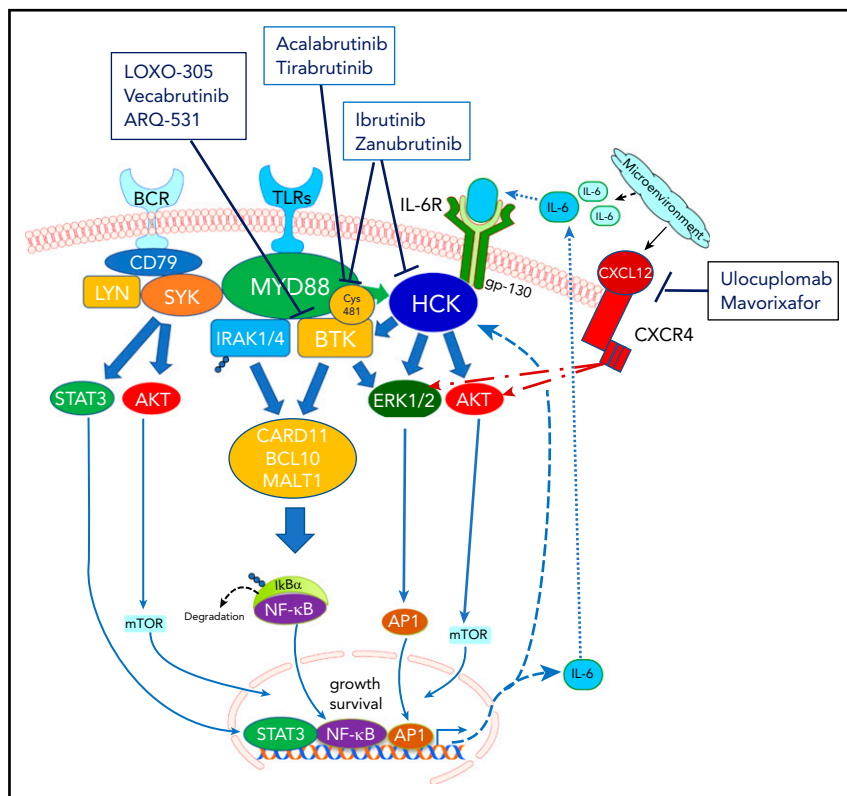 Acalabrutinib
Tirabrutinib
LOXO-305
Vecabrutinib
ARQ-531
Ibrutinib
Zanubrutinib
Microenvironment
BCR
TLRs
IL-6R
IL-6
IL-6
IL-6
CD79
LYN
SYK
MYD88
Cys
481
HCK
gp-130
CXCL12
Ulocuplomab
Mavorixafor
CXCR4
IRAK1/4
BTK
STAT3
AKT
ERK1/2
AKT
CARD11
BCL10
MALT1
IkBα
NF-κB
Degradation
mTOR
AP1
mTOR
IL-6
growth
survival
STAT3
NF-κB
AP1